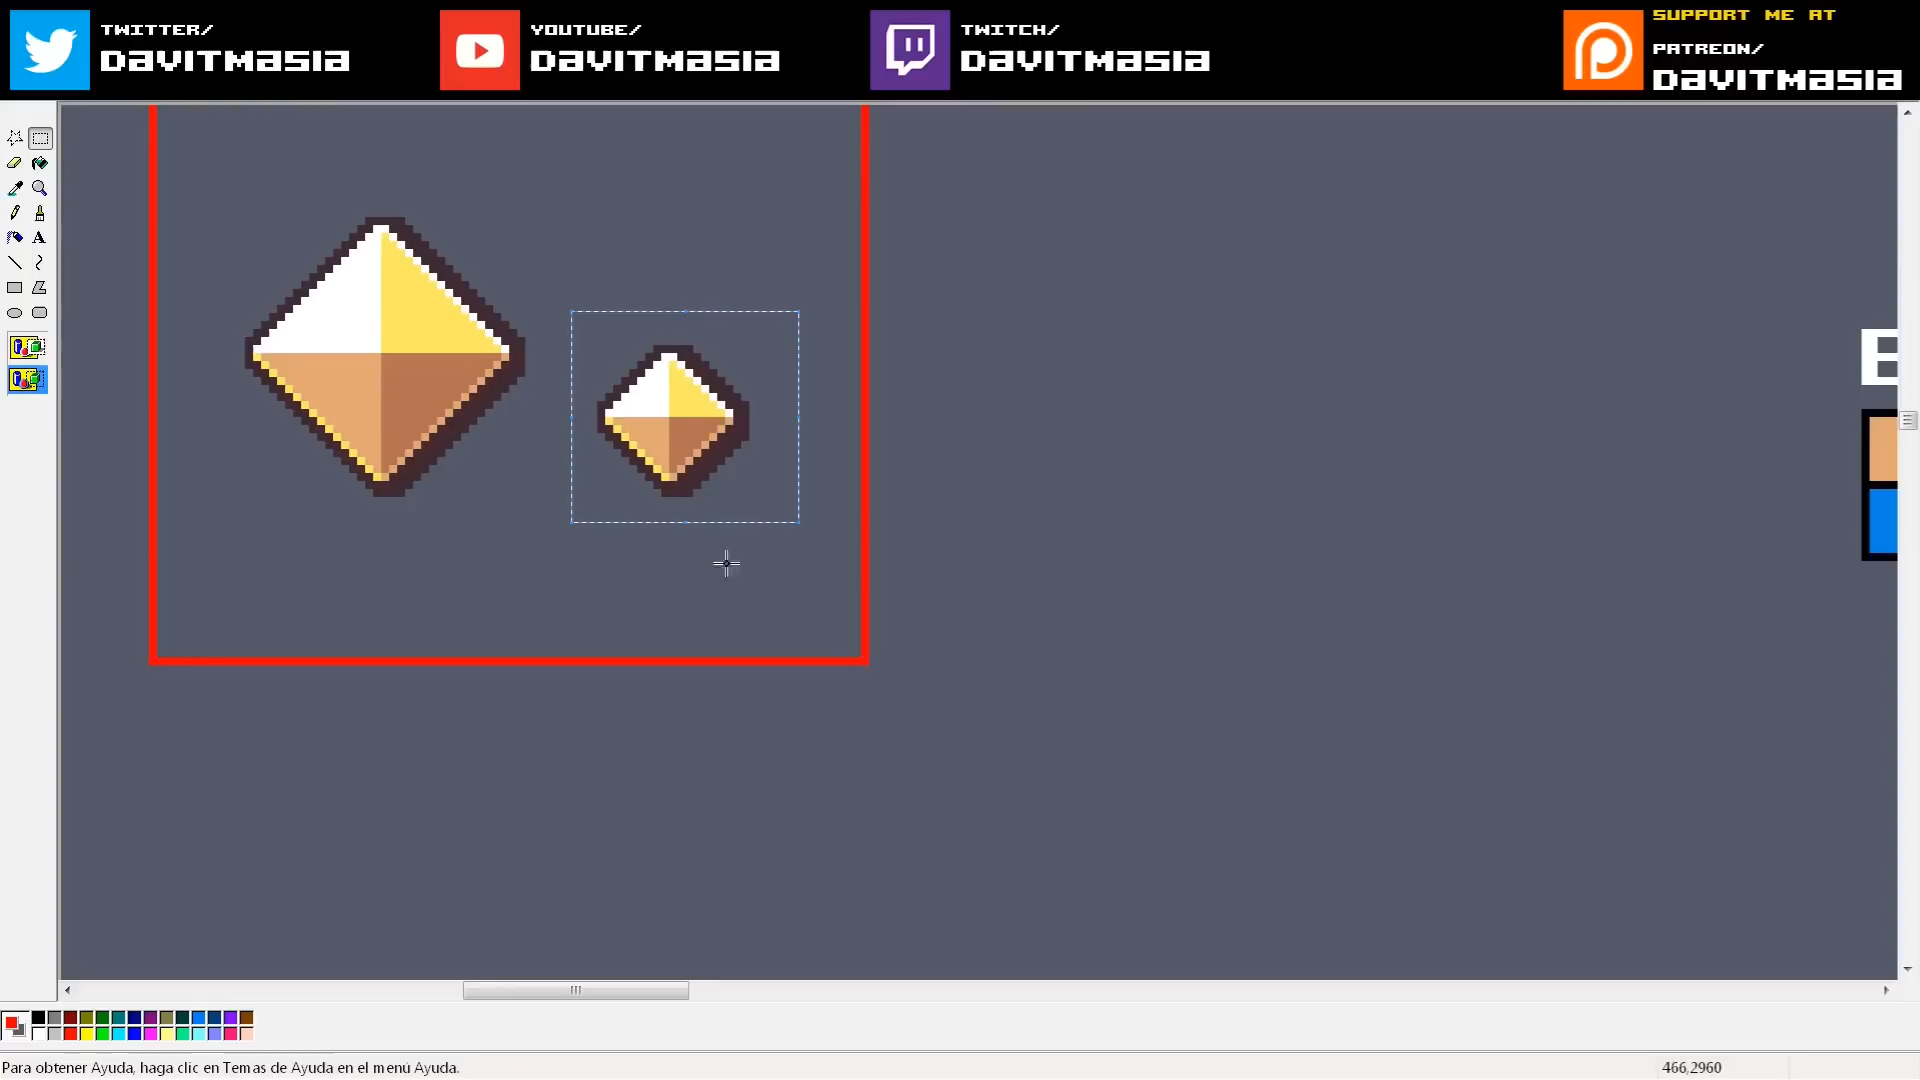 TWITTER/
DAVITMASIA
YOUTUBE/
DAVITMASIA
TWITCH/
DAVITMASIA
SUPPORT ME AT
PATREON/
DAVITMASIA
Para obtener Ayuda, haga clic en Temas de Ayuda en el menú Ayuda.
466,2960